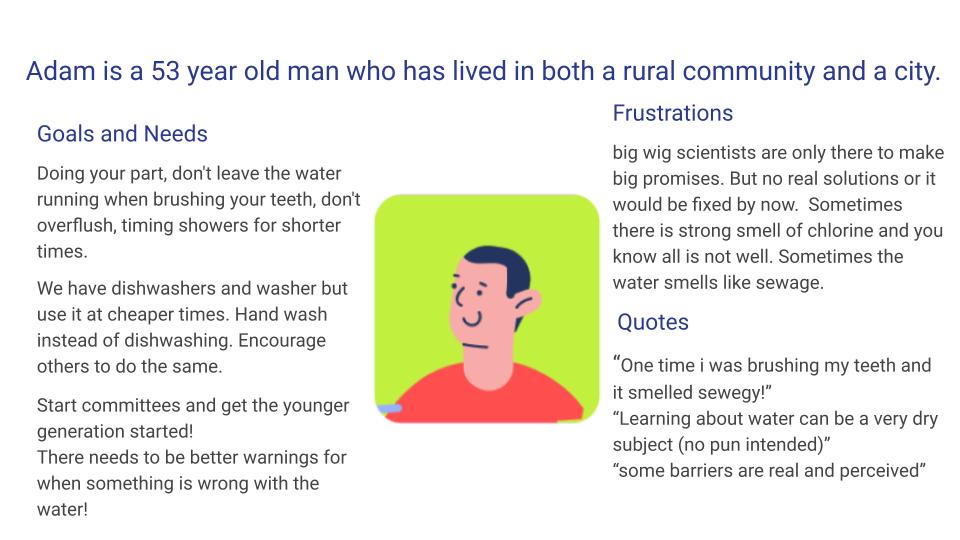 Adam is a 53 year old man who has lived in both a rural community and a city.
Goals and Needs
Doing your part, don't leave the water
running when brushing your teeth, don't
overflush, timing showers for shorter
times.
We have dishwashers and washer but
use it at cheaper times. Hand wash
instead of dishwashing. Encourage
others to do the same.
Start committees and get the younger
generation started!
There needs to be better warnings for
when something is wrong with the
water!
Frustrations
big wig scientists are only there to make
big promises. But no real solutions or it
would be fixed by now.  Sometimes
there is strong smell of chlorine and you
know all is not well. Sometimes the
water smells like sewage.
Quotes
“One time i was brushing my teeth and
it smelled sewegy!”
“Learning about water can be a very dry
subject (no pun intended)”
“some barriers are real and perceived”